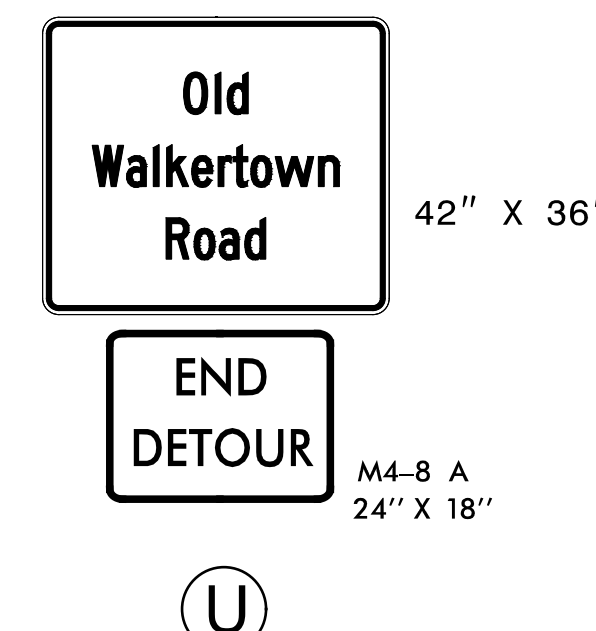 Old
Walkertown
Road
42" X 36"
END
DETOUR
M4–8 A
24'' X 18''
U